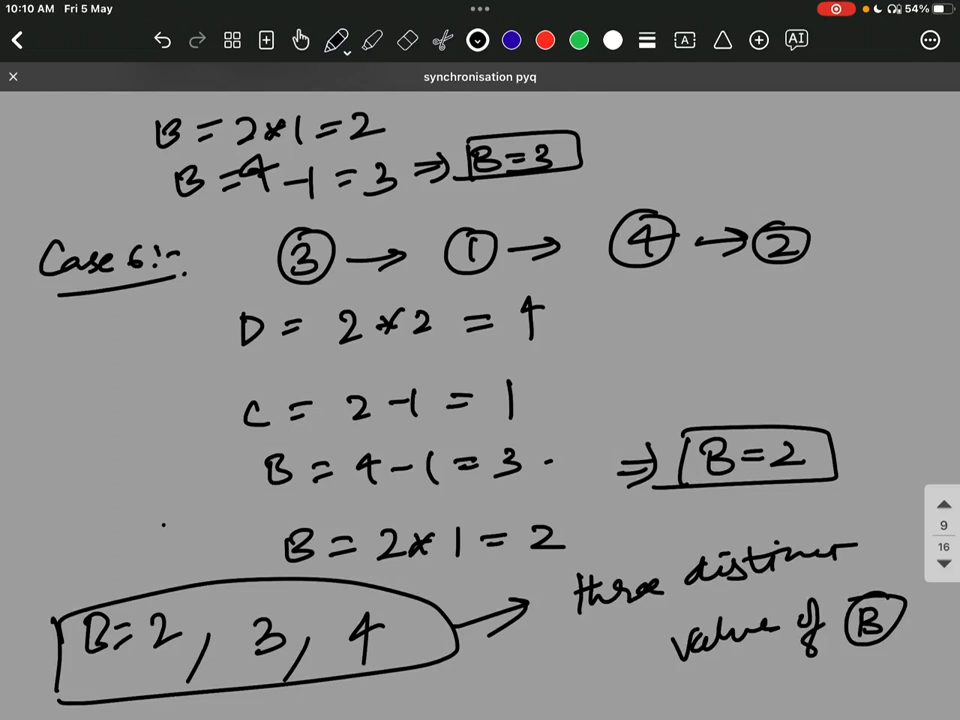 10:10 AM Fri 5 May
54%
AI
synchronisation pyq
B = 2*1 = 2
B = 4 - 1 = 3 ⇒ B = 3
Case 6:- 3 → 1 → 4 → 2
D = 2 * 2 = 4
C = 2 - 1 = 1
B = 4 - 1 = 3 ⇒ B = 2
B = 2 * 1 = 2
B = 2, 3, 4 → three distinct
value of B
9
16